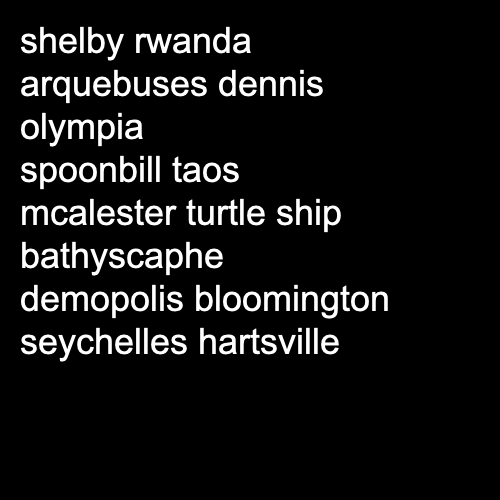 shelby rwanda
arquebuses dennis
olympia
spoonbill taos
mcalester turtle ship
bathyscaphe
demopolis bloomington
seychelles hartsville